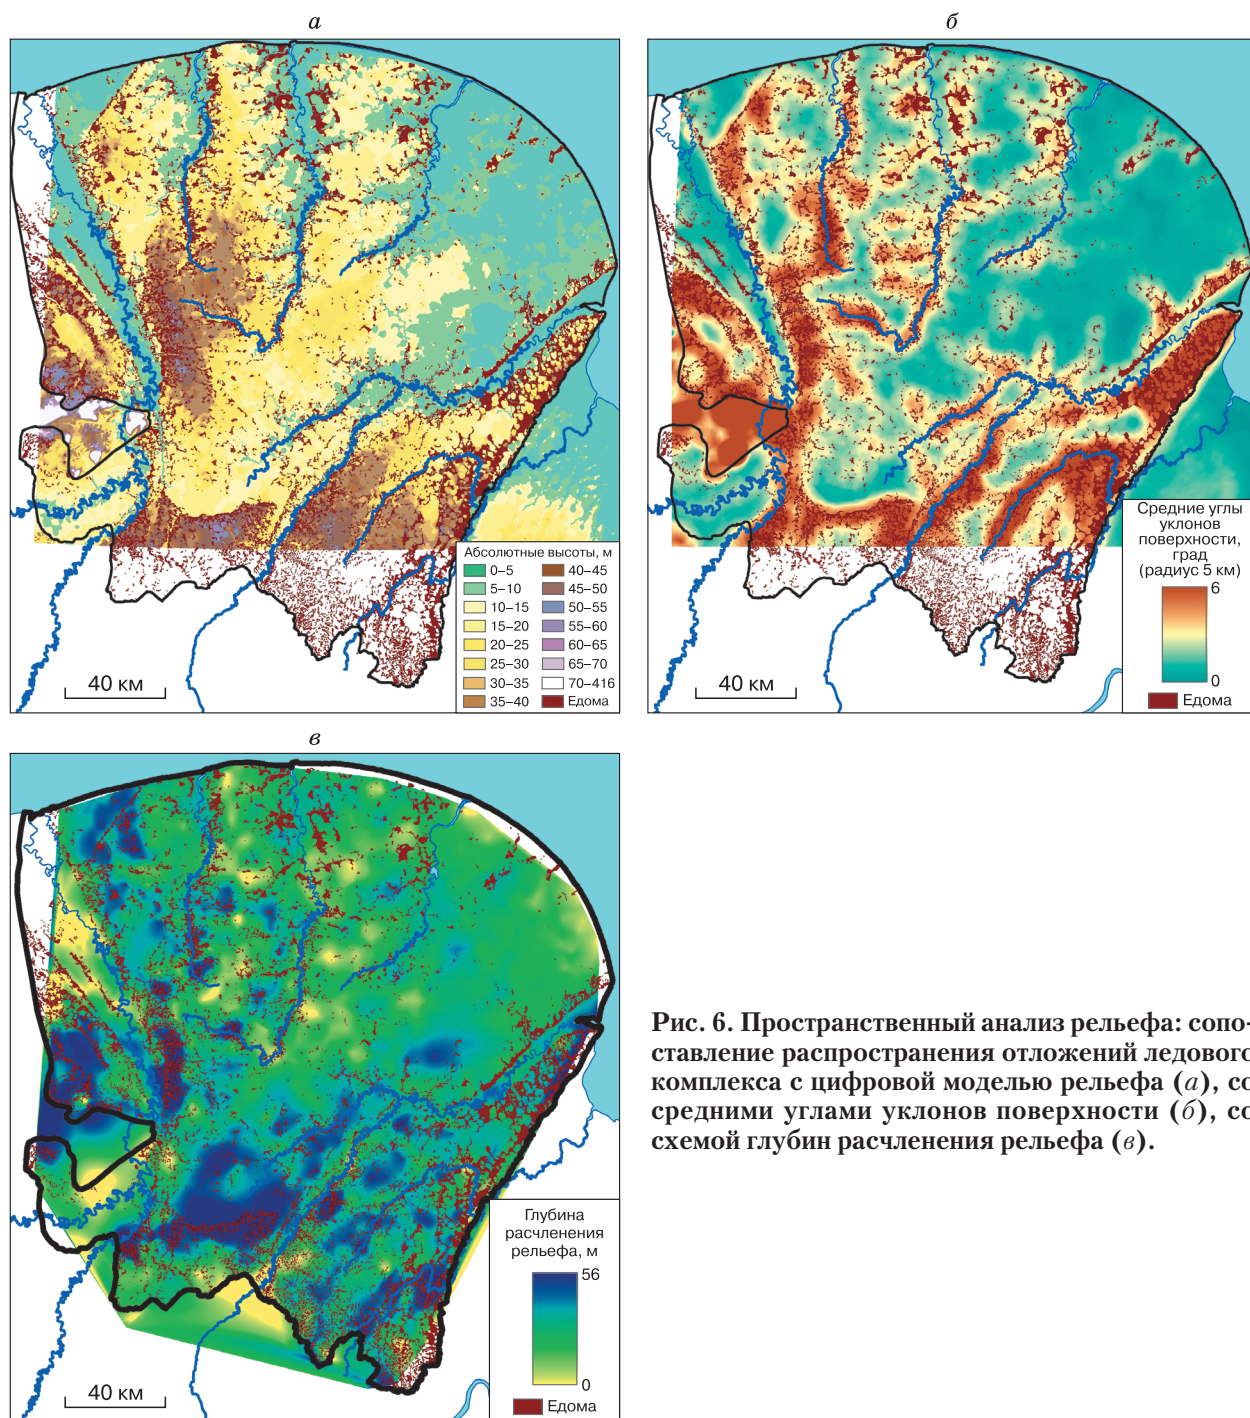 а
Абсолютные высоты, м
0–5
5–10
10–15
15–20
20–25
25–30
30–35
35–40
40–45
45–50
50–55
55–60
60–65
65–70
70–416
Едома
40 км
б
Средние углы
уклонов
поверхности,
град
(радиус 5 км)
6
0
Едома
40 км
в
Глубина
расчленения
рельефа, м
56
0
Едома
40 км
Рис. 6. Пространственный анализ рельефа: сопо-
ставление распространения отложений ледового
комплекса с цифровой моделью рельефа (а), со
средними углами уклонов поверхности (б), со
схемой глубин расчленения рельефа (в).